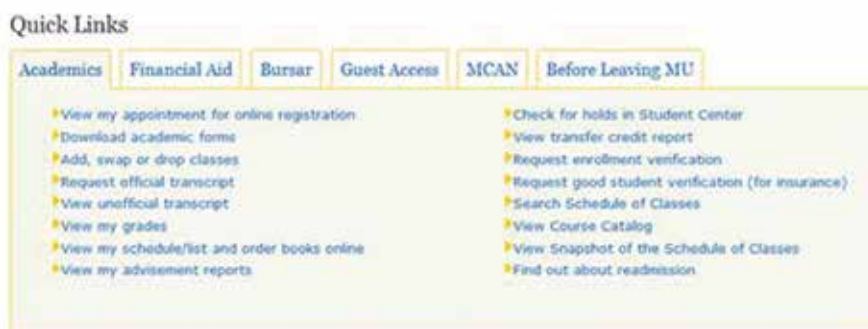 Quick Links
Academics Financial Aid Bursar Guest Access MCAN Before Leaving MU
View my appointment for online registration
Download academic forms
Add, swap or drop classes
Request official transcript
View unofficial transcript
View my grades
View my schedule/list and order books online
View my advisement reports
Check for holds in Student Center
View transfer credit report
Request enrollment verification
Request good student verification (for insurance)
Search Schedule of Classes
View Course Catalog
View Snapshot of the Schedule of Classes
Find out about readmission